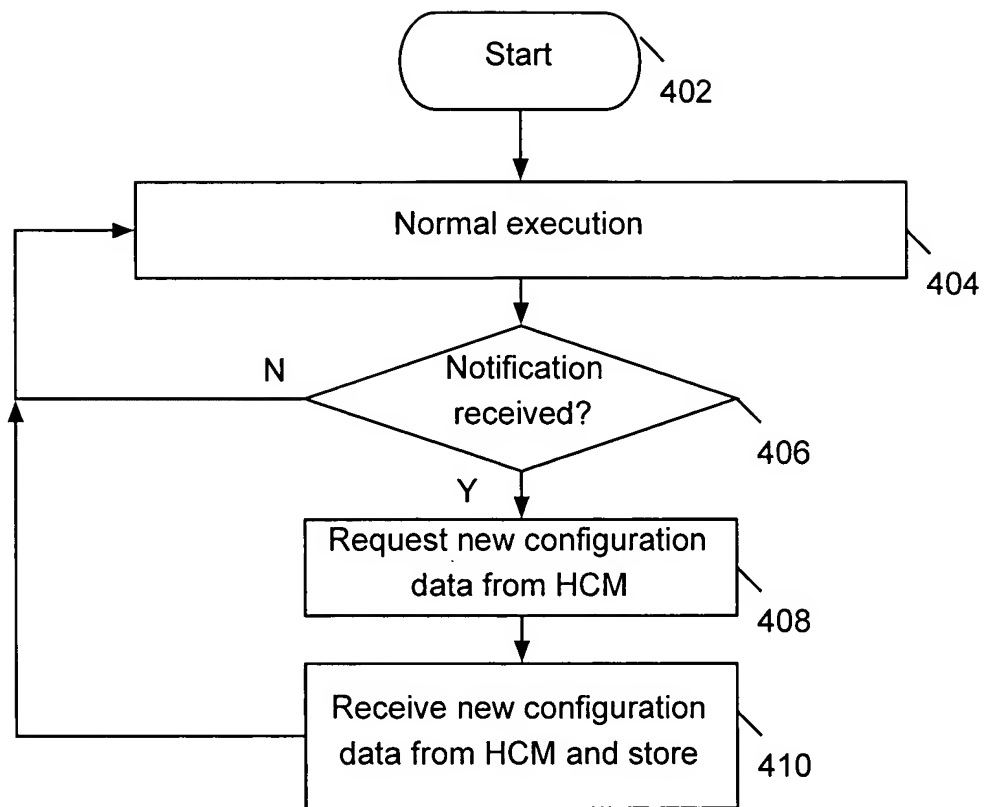 Start
402
Normal execution
404
N
Notification
received?
406
Y
Request new configuration
data from HCM
408
Receive new configuration
data from HCM and store
410